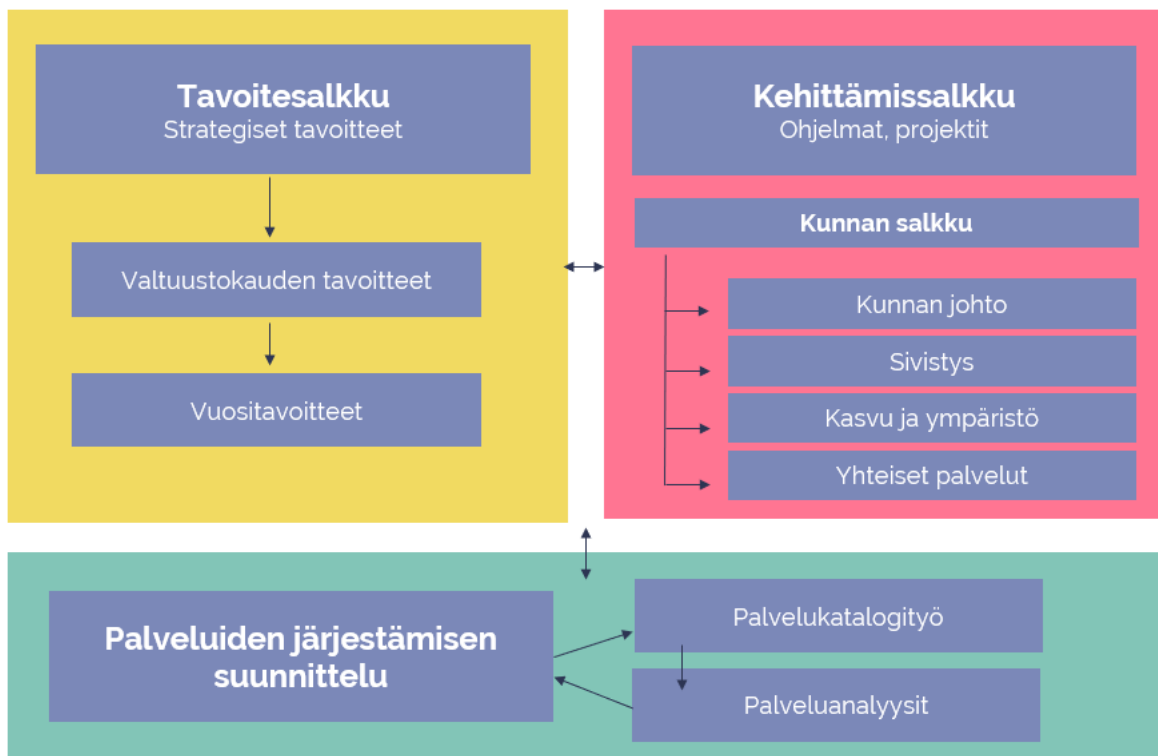 Tavoitesalkku
Strategiset tavoitteet
Valtuustokauden tavoitteet
Vuositavoitteet
Kehittämissalkku
Ohjelmat, projektit
Kunnan salkku
Kunnan johto
Sivistys
Kasvu ja ympäristö
Yhteiset palvelut
Palveluiden järjestämisen
suunnittelu
Palvelukatalogityö
Palveluanalyysit